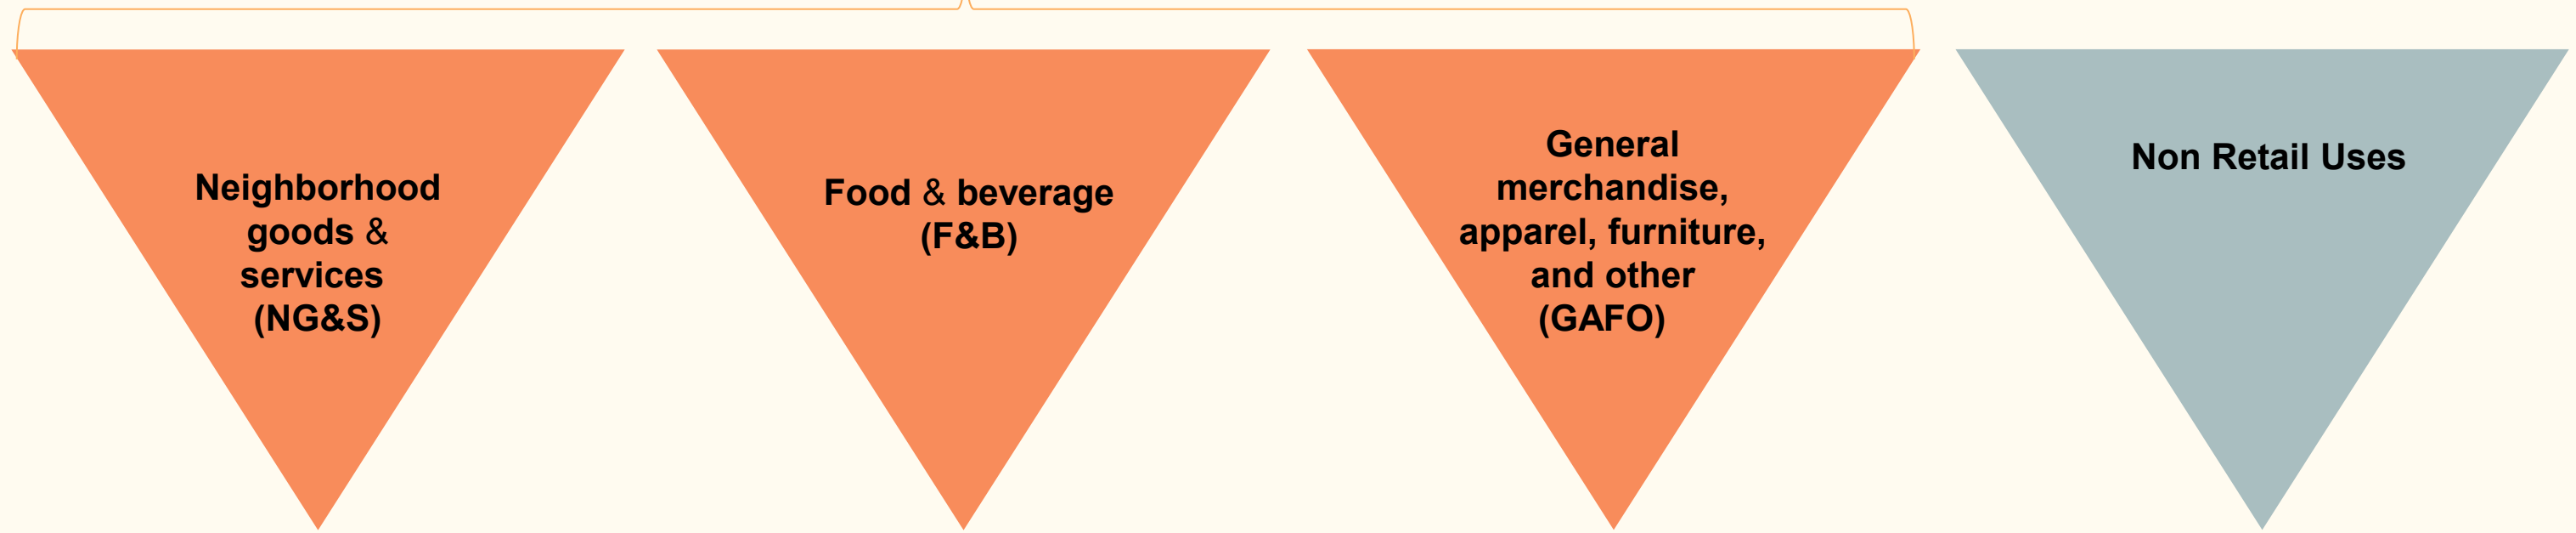 Neighborhood
goods &
services
(NG&S)
Food & beverage
(F&B)
General
merchandise,
apparel, furniture,
and other
(GAFO)
Non Retail Uses